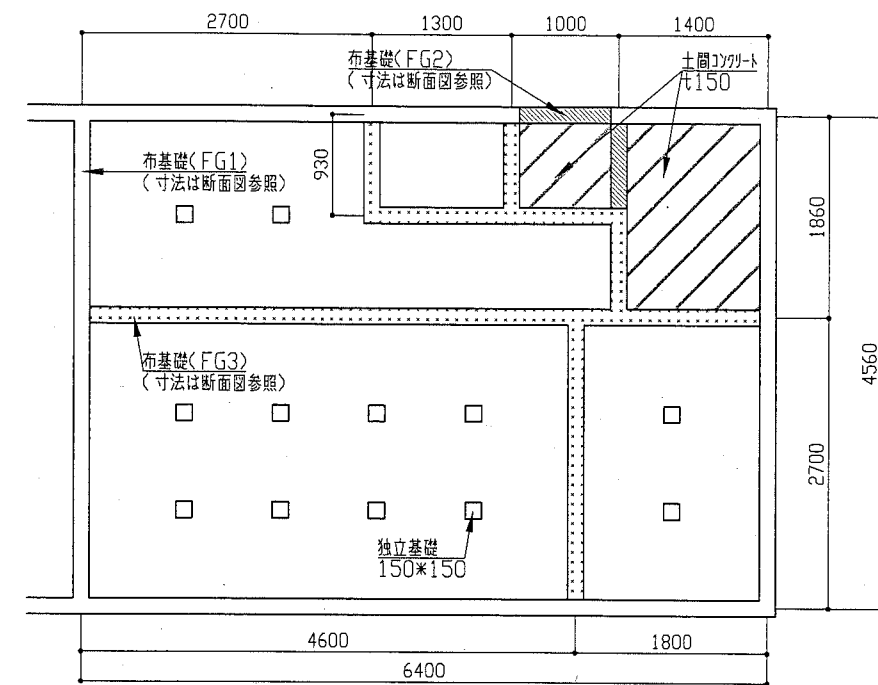 2700
1300
1000
1400
布基礎(FG2)
(寸法は断面図参照)
土間コンクリート
t150
930
布基礎(FG1)
(寸法は断面図参照)
1860
4560
布基礎(FG3)
(寸法は断面図参照)
2700
独立基礎
150*150
4600
1800
6400